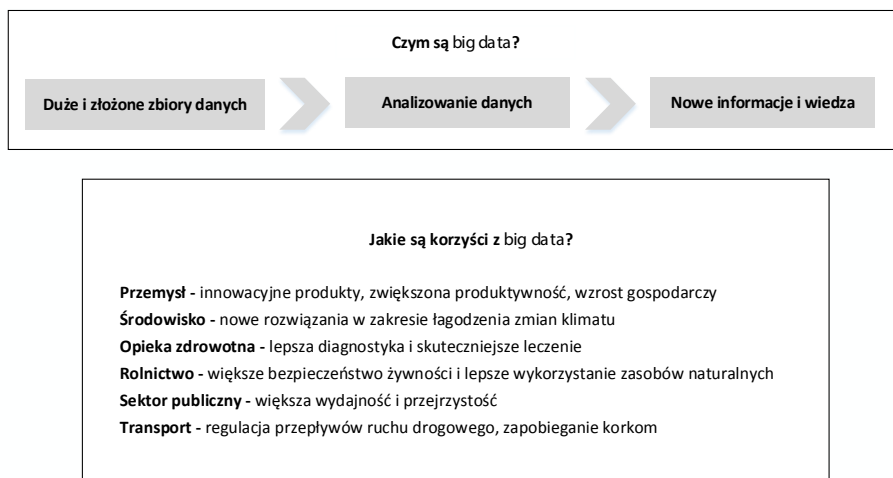 Czym są big data?
Duże i złożone zbiory danych
Analizowanie danych
Nowe informacje i wiedza
Jakie są korzyści z big data?
Przemysł - innowacyjne produkty, zwiększona produktywność, wzrost gospodarczy
Środowisko - nowe rozwiązania w zakresie łagodzenia zmian klimatu
Opieka zdrowotna - lepsza diagnostyka i skuteczniejsze leczenie
Rolnictwo - większe bezpieczeństwo żywności i lepsze wykorzystanie zasobów naturalnych
Sektor publiczny - większa wydajność i przejrzystość
Transport - regulacja przepływów ruchu drogowego, zapobieganie korkom